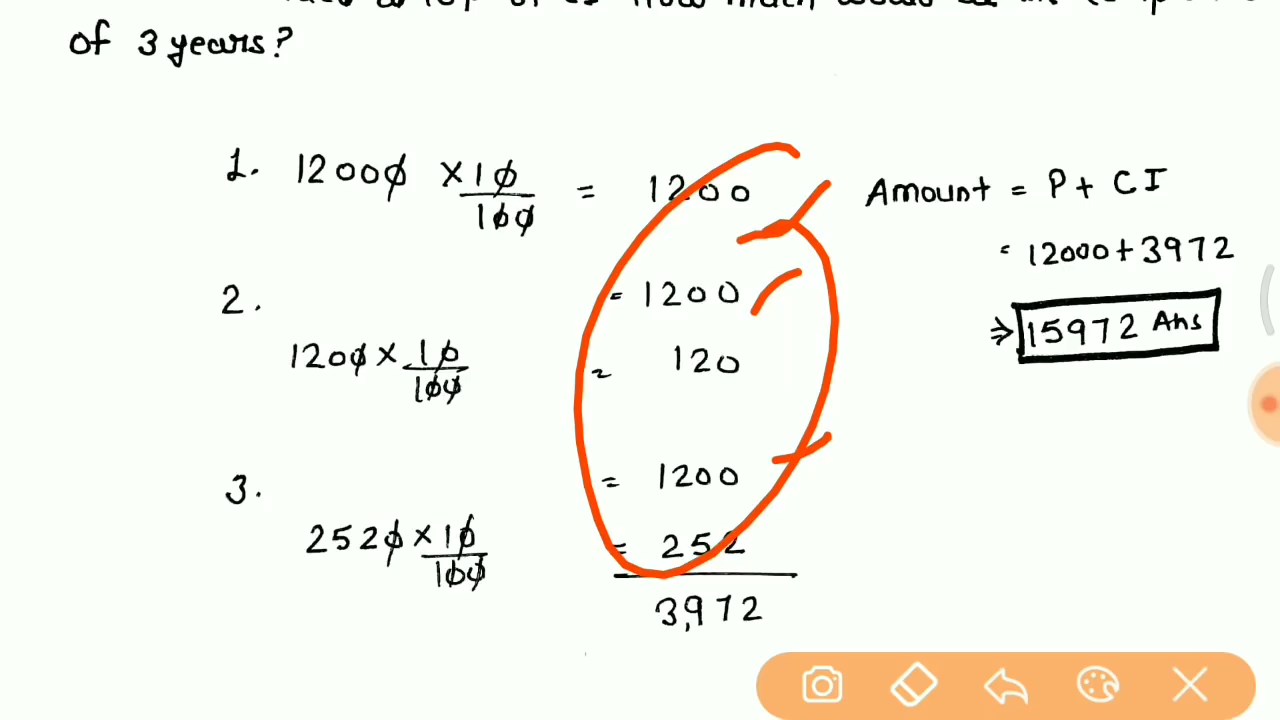 of 3 years?
1. 12000 × 10/100 = 1200
2. = 1200
1200 × 10/100 = 120
3. = 1200
2520 × 10/100 = 252
3,972
Amount = P + CI
= 12000 + 3972
⇒ 15972 Ans